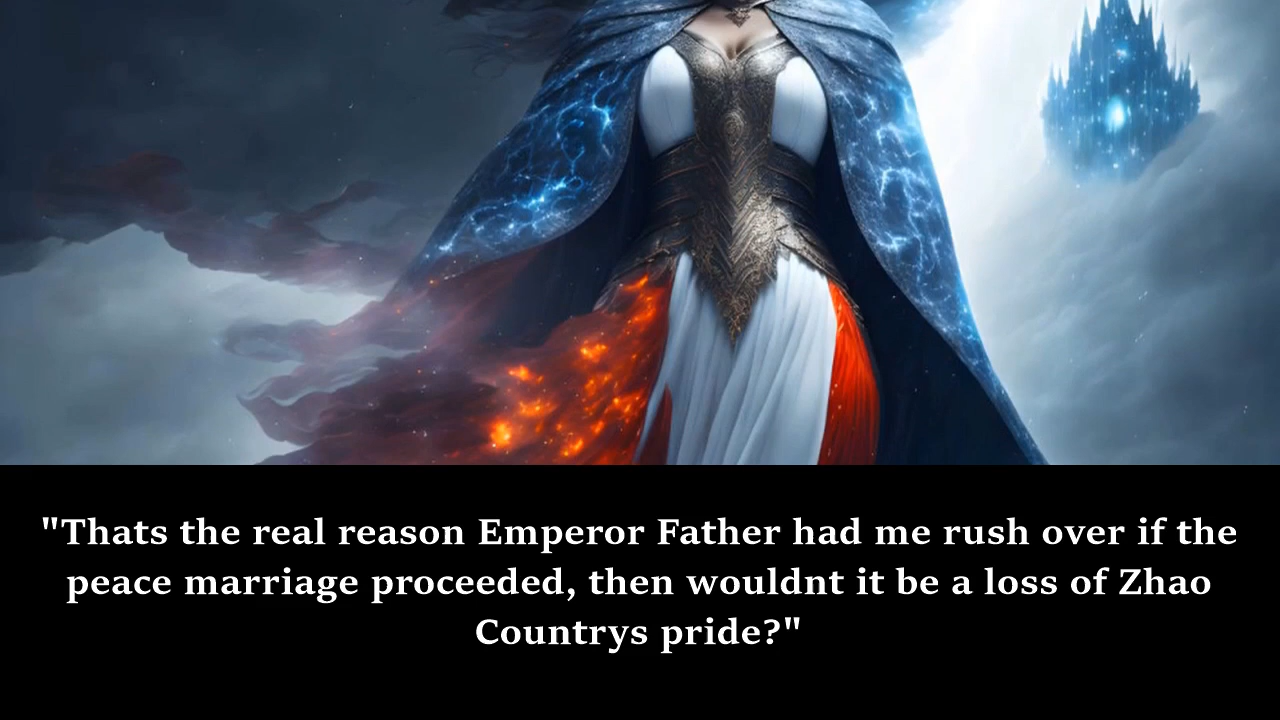 "Thats the real reason Emperor Father had me rush over if the
peace marriage proceeded, then wouldnt it be a loss of Zhao
Countrys pride?"